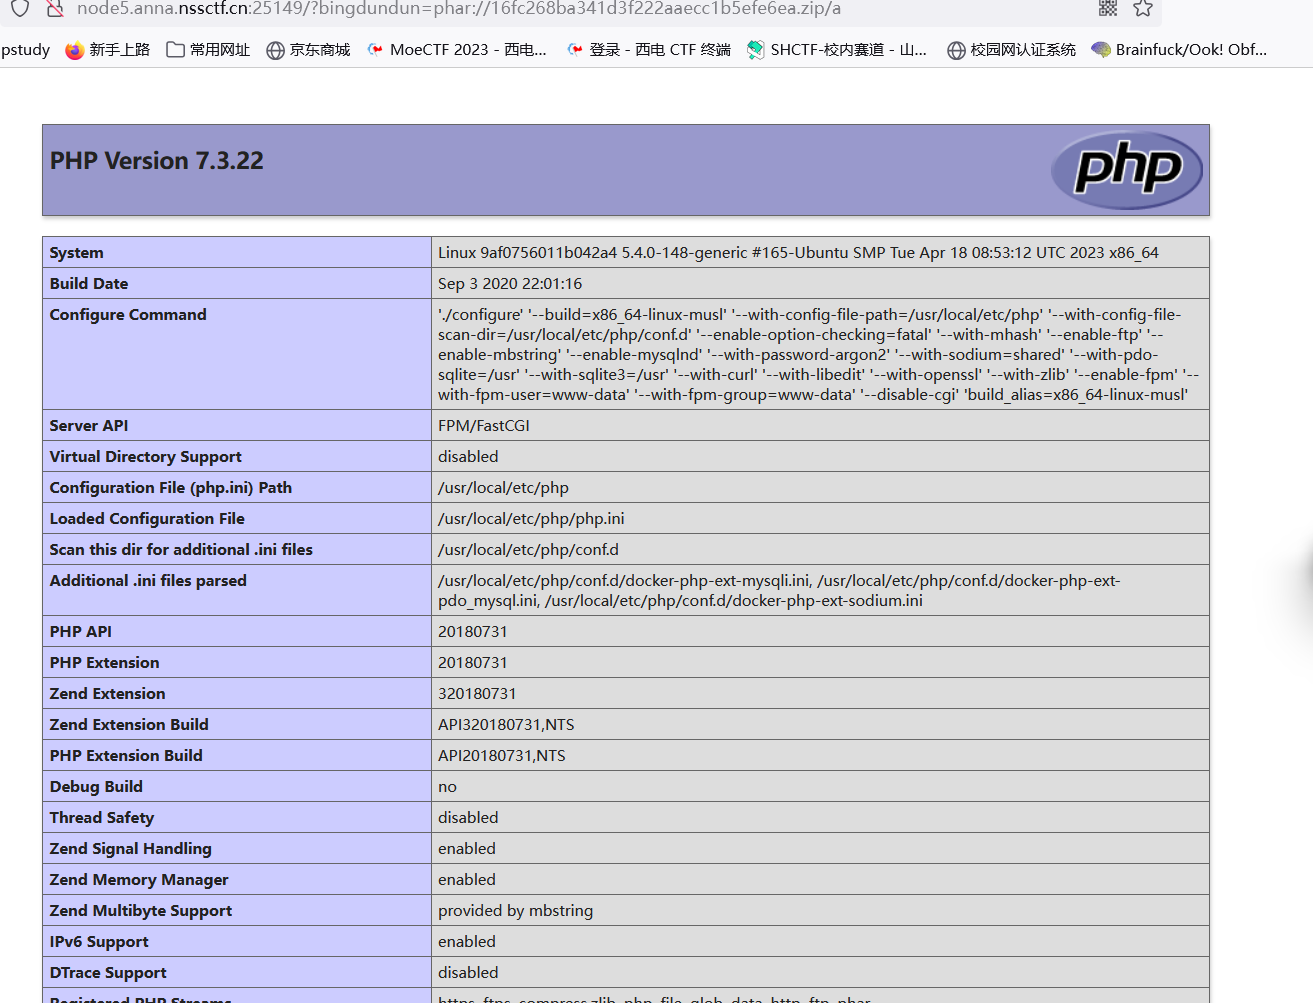 node5.anna.nssctf.cn:25149/?bingdundun=phar://16fc268ba341d3f222aaecc1b5efe6ea.zip/a
pstudy 新手上路 常用网址 京东商城 MoeCTF 2023 - 西电... 登录 - 西电 CTF 终端 SHCTF-校内赛道 - 山... 校园网认证系统 Brainfuck/Ook! Obf...
PHP Version 7.3.22
php
System Linux 9af0756011b042a4 5.4.0-148-generic #165-Ubuntu SMP Tue Apr 18 08:53:12 UTC 2023 x86_64
Build Date Sep 3 2020 22:01:16
Configure Command './configure' '--build=x86_64-linux-musl' '--with-config-file-path=/usr/local/etc/php' '--with-config-file-
scan-dir=/usr/local/etc/php/conf.d' '--enable-option-checking=fatal' '--with-mhash' '--enable-ftp' '--
enable-mbstring' '--enable-mysqlnd' '--with-password-argon2' '--with-sodium=shared' '--with-pdo-
sqlite=/usr' '--with-sqlite3=/usr' '--with-curl' '--with-libedit' '--with-openssl' '--with-zlib' '--enable-fpm' '--
with-fpm-user=www-data' '--with-fpm-group=www-data' '--disable-cgi' 'build_alias=x86_64-linux-musl'
Server API FPM/FastCGI
Virtual Directory Support disabled
Configuration File (php.ini) Path /usr/local/etc/php
Loaded Configuration File /usr/local/etc/php/php.ini
Scan this dir for additional .ini files /usr/local/etc/php/conf.d
Additional .ini files parsed /usr/local/etc/php/conf.d/docker-php-ext-mysqli.ini, /usr/local/etc/php/conf.d/docker-php-ext-
pdo_mysql.ini, /usr/local/etc/php/conf.d/docker-php-ext-sodium.ini
PHP API 20180731
PHP Extension 20180731
Zend Extension 320180731
Zend Extension Build API320180731,NTS
PHP Extension Build API20180731,NTS
Debug Build no
Thread Safety disabled
Zend Signal Handling enabled
Zend Memory Manager enabled
Zend Multibyte Support provided by mbstring
IPv6 Support enabled
DTrace Support disabled
Registered PHP Streams https, ftps, compress.zlib, php, file, glob, data, http, ftp, phar